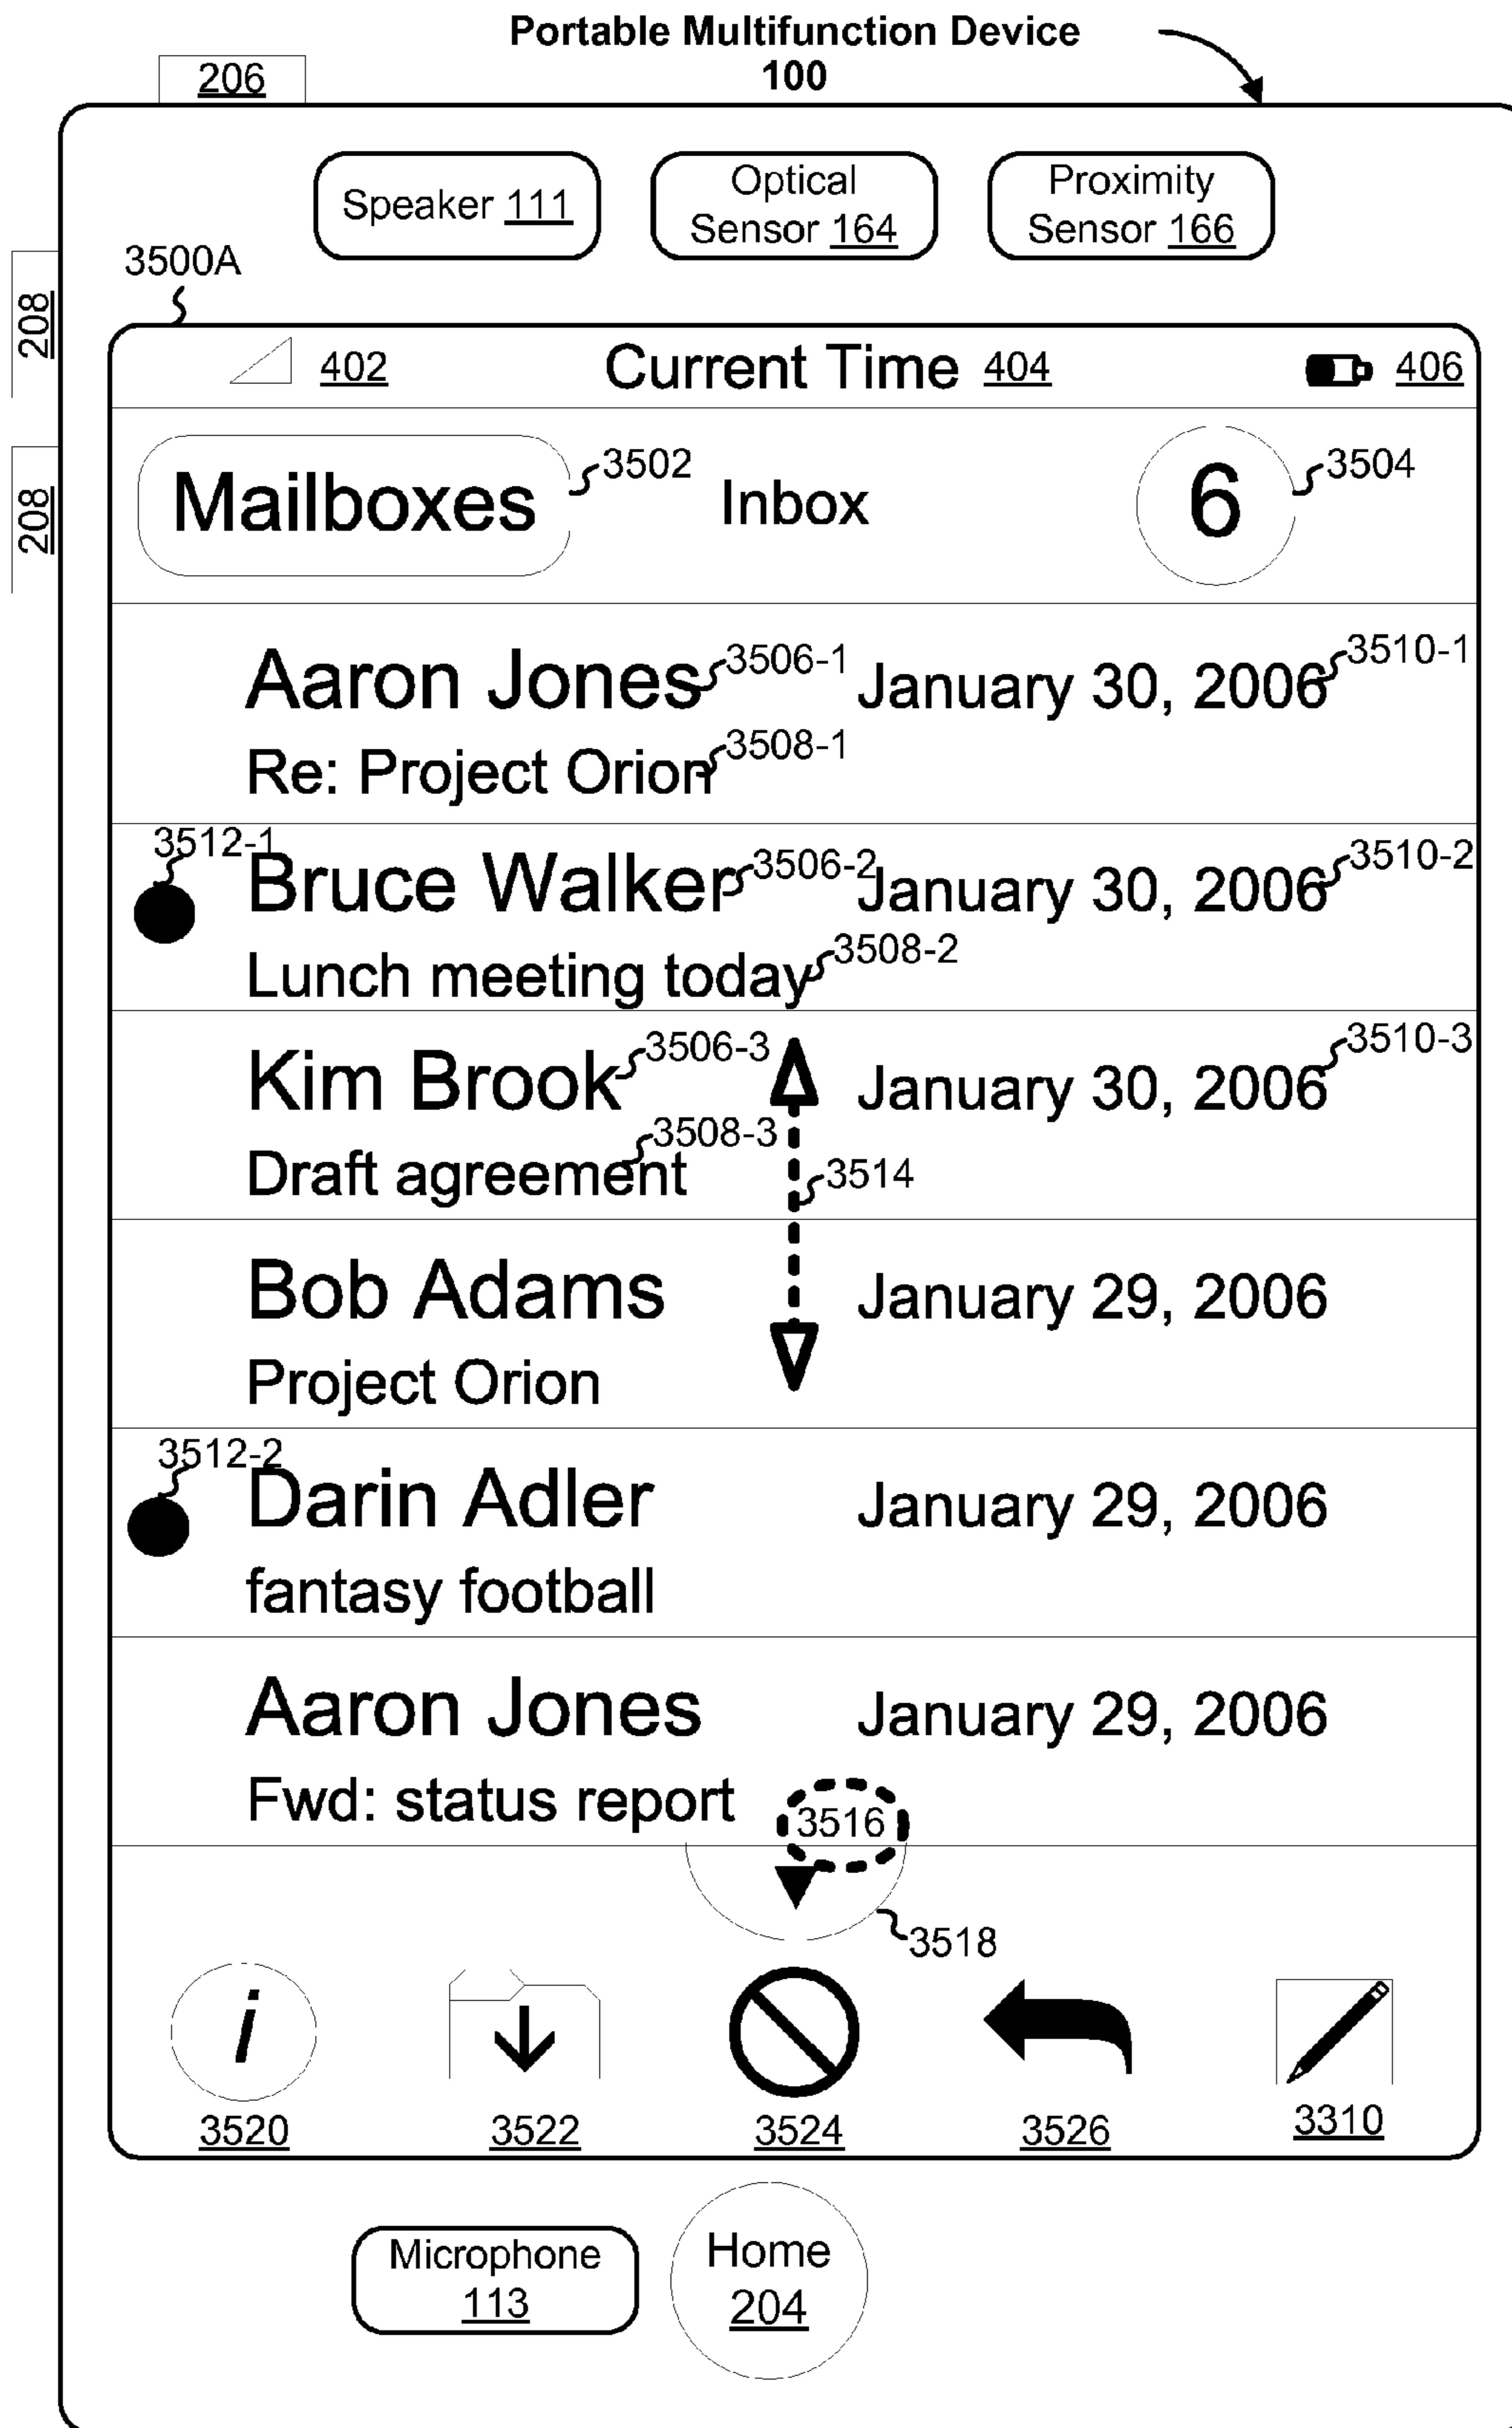 Portable Multifunction Device
100
206
Speaker 111
Optical
Sensor 164
Proximity
Sensor 166
208
208
3500A
402
Current Time 404
406
Mailboxes
3502
Inbox
6
3504
Aaron Jones
3506-1
January 30, 2006
3510-1
Re: Project Orion
3508-1
3512-1
Bruce Walker
3506-2
January 30, 2006
3510-2
Lunch meeting today
3508-2
Kim Brook
3506-3
January 30, 2006
3510-3
Draft agreement
3508-3
3514
Bob Adams
January 29, 2006
Project Orion
3512-2
Darin Adler
January 29, 2006
fantasy football
Aaron Jones
January 29, 2006
Fwd: status report
3516
3518
i
3520
3522
3524
3526
3310
Microphone
113
Home
204